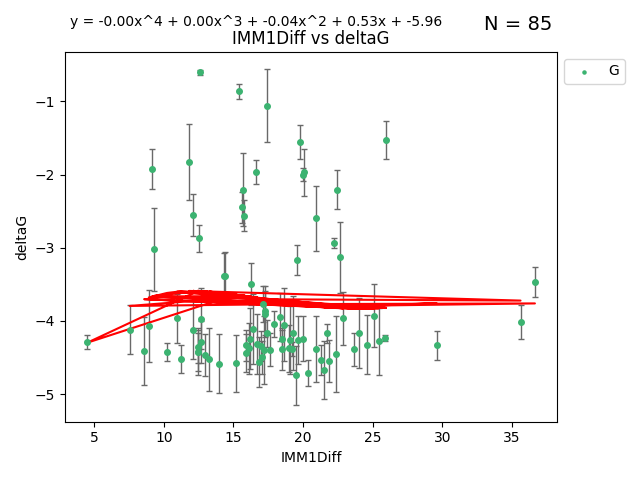 y = -0.00x^4 + 0.00x^3 + -0.04x^2 + 0.53x + -5.96
N = 85
IMM1Diff vs deltaG
G
−1
−2
−3
−4
−5
deltaG
5 10 15 20 25 30 35
IMM1Diff